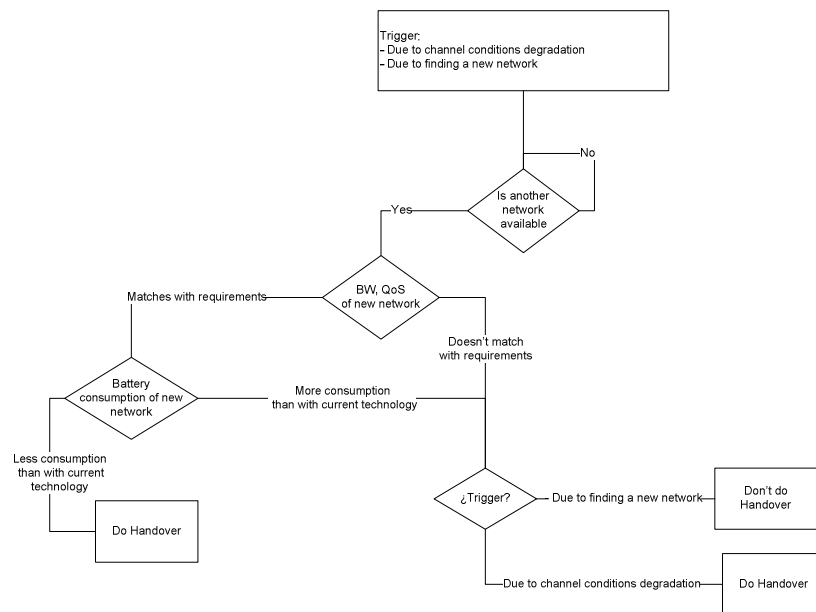 Trigger:
- Due to channel conditions degradation
- Due to finding a new network
No
Is another
network
available
Yes
BW, QoS
of new network
Matches with requirements
Doesn't match
with requirements
Battery
consumption of new
network
More consumption
than with current technology
Less consumption
than with current
technology
¿Trigger?
Due to finding a new network
Don't do
Handover
Do Handover
Due to channel conditions degradation
Do Handover